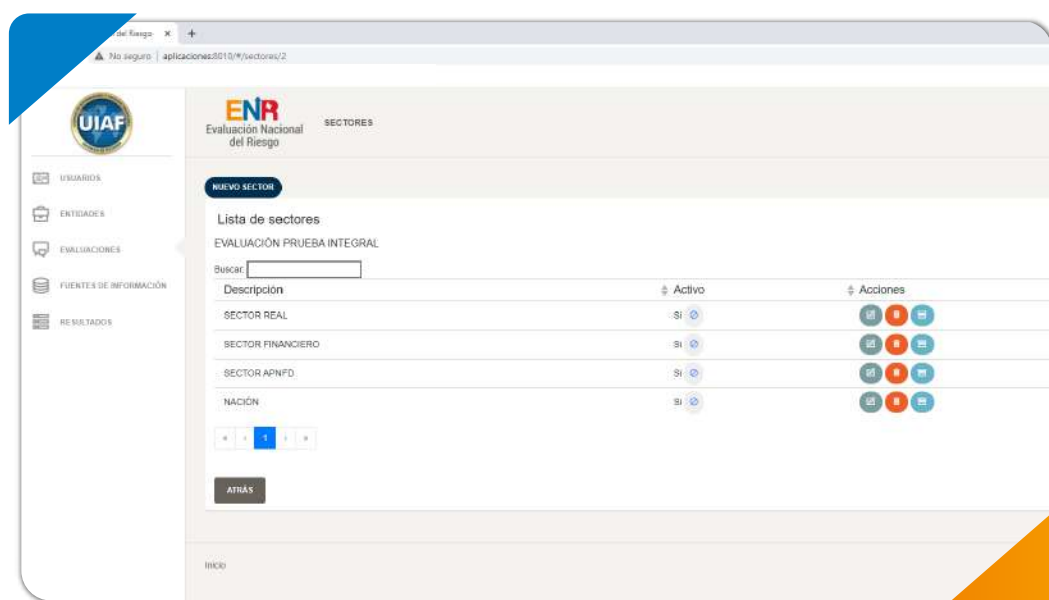 del Riesgo × +
No seguro | aplicaciones:8010/#/sectores/2
UIAF
ENR
Evaluación Nacional
del Riesgo
SECTORES
USUARIOS
ENTIDADES
EVALUACIONES
FUENTES DE INFORMACIÓN
RESULTADOS
NUEVO SECTOR
Lista de sectores
EVALUACIÓN PRUEBA INTEGRAL
Buscar:
Descripción Activo Acciones
SECTOR REAL Si
SECTOR FINANCIERO Si
SECTOR APNFD Si
NACIÓN Si
« ‹ 1 › »
ATRÁS
Inicio